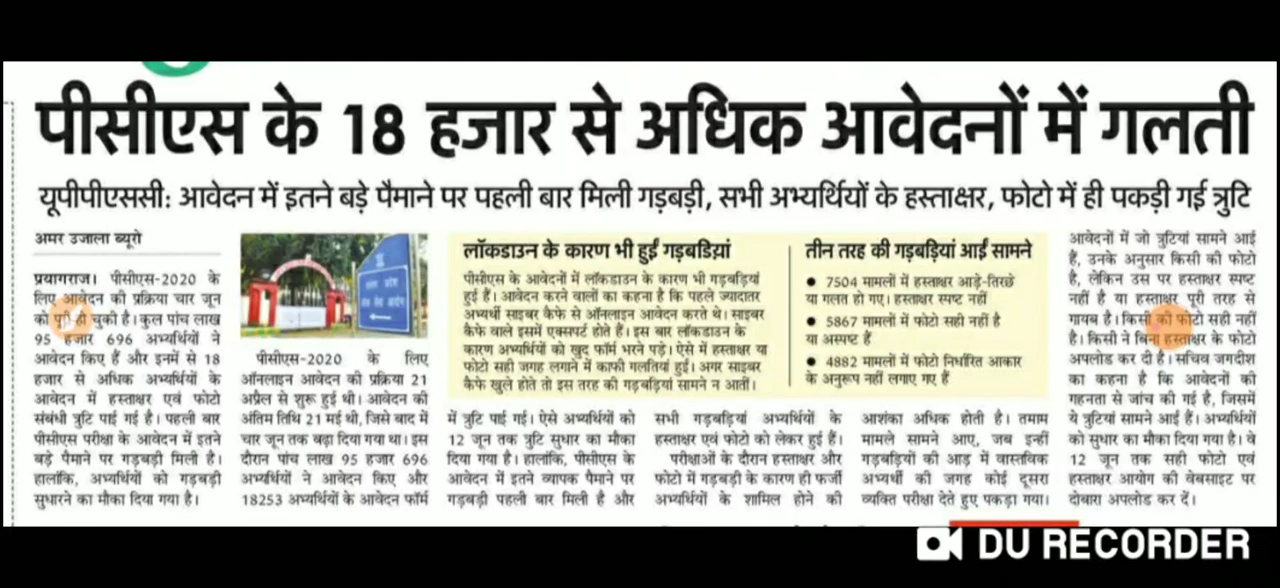 पीसीएस के 18 हजार से अधिक आवेदनों में गलती
यूपीपीएससी: आवेदन में इतने बड़े पैमाने पर पहली बार मिली गड़बड़ी, सभी अभ्यर्थियों के हस्ताक्षर, फोटो में ही पकड़ी गई त्रुटि
अमर उजाला ब्यूरो
प्रयागराज। पीसीएस-2020 के
लिए आवेदन की प्रक्रिया चार जून
को पूरी हो चुकी है। कुल पांच लाख
95 हजार 696 अभ्यर्थियों ने
आवेदन किए हैं और इनमें से 18
हजार से अधिक अभ्यर्थियों के
आवेदन में हस्ताक्षर एवं फोटो
संबंधी त्रुटि पाई गई है। पहली बार
पीसीएस परीक्षा के आवेदन में इतने
बड़े पैमाने पर गड़बड़ी मिली है।
हालांकि, अभ्यर्थियों को गड़बड़ी
सुधारने का मौका दिया गया है।
पीसीएस-2020 के लिए
ऑनलाइन आवेदन की प्रक्रिया 21
अप्रैल से शुरू हुई थी। आवेदन की
अंतिम तिथि 21 मई थी, जिसे बाद में
चार जून तक बढ़ा दिया गया था। इस
दौरान पांच लाख 95 हजार 696
अभ्यर्थियों ने आवेदन किए और
18253 अभ्यर्थियों के आवेदन फॉर्म
लॉकडाउन के कारण भी हुईं गड़बडिय़ां
पीसीएस के आवेदनों में लॉकडाउन के कारण भी गड़बड़ियां
हुई हैं। आवेदन करने वालों का कहना है कि पहले ज्यादातर
अभ्यर्थी साइबर कैफे से ऑनलाइन आवेदन करते थे। साइबर
कैफे वाले इसमें एक्सपर्ट होते हैं। इस बार लॉकडाउन के
कारण अभ्यर्थियों को खुद फॉर्म भरने पड़े। ऐसे में हस्ताक्षर या
फोटो सही जगह लगाने में काफी गलतियां हुईं। अगर साइबर
कैफे खुले होते तो इस तरह की गड़बड़ियां सामने न आतीं।
तीन तरह की गड़बड़ियां आईं सामने
● 7504 मामलों में हस्ताक्षर आड़े-तिरछे
या गलत हो गए। हस्ताक्षर स्पष्ट नहीं
● 5867 मामलों में फोटो सही नहीं है
या अस्पष्ट हैं
● 4882 मामलों में फोटो निर्धारित आकार
के अनुरूप नहीं लगाए गए हैं
में त्रुटि पाई गई। ऐसे अभ्यर्थियों को
12 जून तक त्रुटि सुधार का मौका
दिया गया है। हालांकि, पीसीएस के
आवेदन में इतने व्यापक पैमाने पर
गड़बड़ी पहली बार मिली है और
सभी गड़बड़ियां अभ्यर्थियों के
हस्ताक्षर एवं फोटो को लेकर हुई हैं।
परीक्षाओं के दौरान हस्ताक्षर और
फोटो में गड़बड़ी के कारण ही फर्जी
अभ्यर्थियों के शामिल होने की
आशंका अधिक होती है। तमाम
मामले सामने आए, जब इन्हीं
गड़बड़ियों की आड़ में वास्तविक
अभ्यर्थी की जगह कोई दूसरा
व्यक्ति परीक्षा देते हुए पकड़ा गया।
आवेदनों में जो त्रुटियां सामने आई
हैं, उनके अनुसार किसी की फोटो
है, लेकिन उस पर हस्ताक्षर स्पष्ट
नहीं है या हस्ताक्षर पूरी तरह से
गायब है। किसी की फोटो सही नहीं
है। किसी ने बिना हस्ताक्षर के फोटो
अपलोड कर दी है। सचिव जगदीश
का कहना है कि आवेदनों की
गहनता से जांच की गई है, जिसमें
ये त्रुटियां सामने आई हैं। अभ्यर्थियों
को सुधार का मौका दिया गया है। वे
12 जून तक सही फोटो एवं
हस्ताक्षर आयोग की वेबसाइट पर
दोबारा अपलोड कर दें।
DU RECORDER